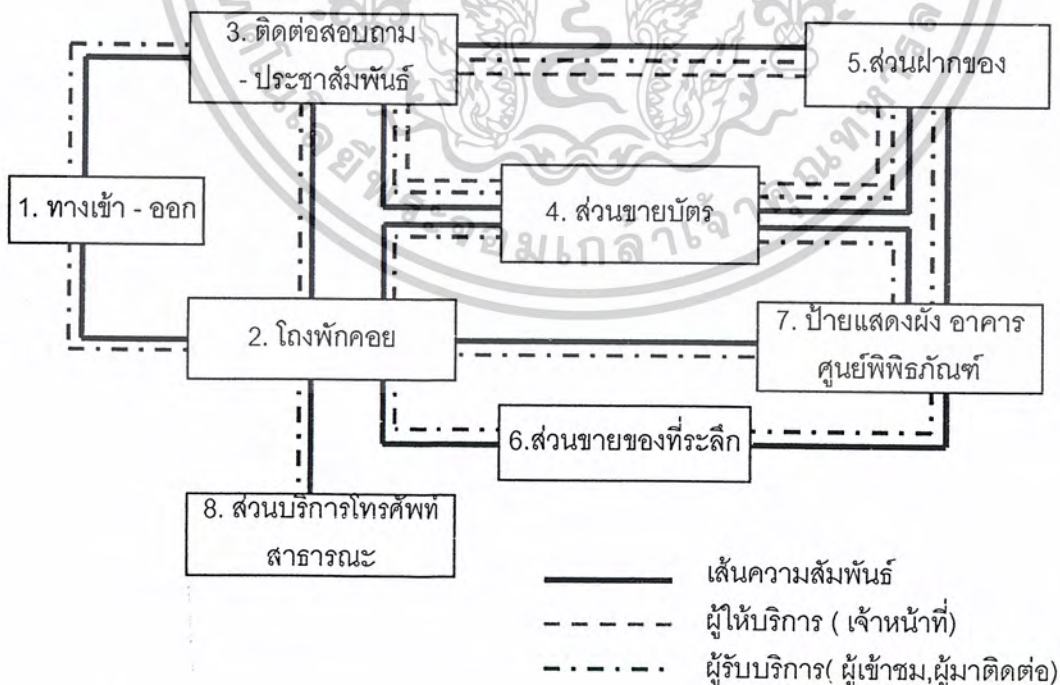 3. ติดต่อสอบถาม
- ประชาสัมพันธ์
5.ส่วนฝากของ
1. ทางเข้า - ออก
4. ส่วนขายบัตร
2. โถงพักคอย
7. ป้ายแสดงผัง อาคาร
ศูนย์พิพิธภัณฑ์
6.ส่วนขายของที่ระลึก
8. ส่วนบริการโทรศัพท์
สาธารณะ
เส้นความสัมพันธ์
ผู้ให้บริการ ( เจ้าหน้าที่)
ผู้รับบริการ( ผู้เข้าชม,ผู้มาติดต่อ)